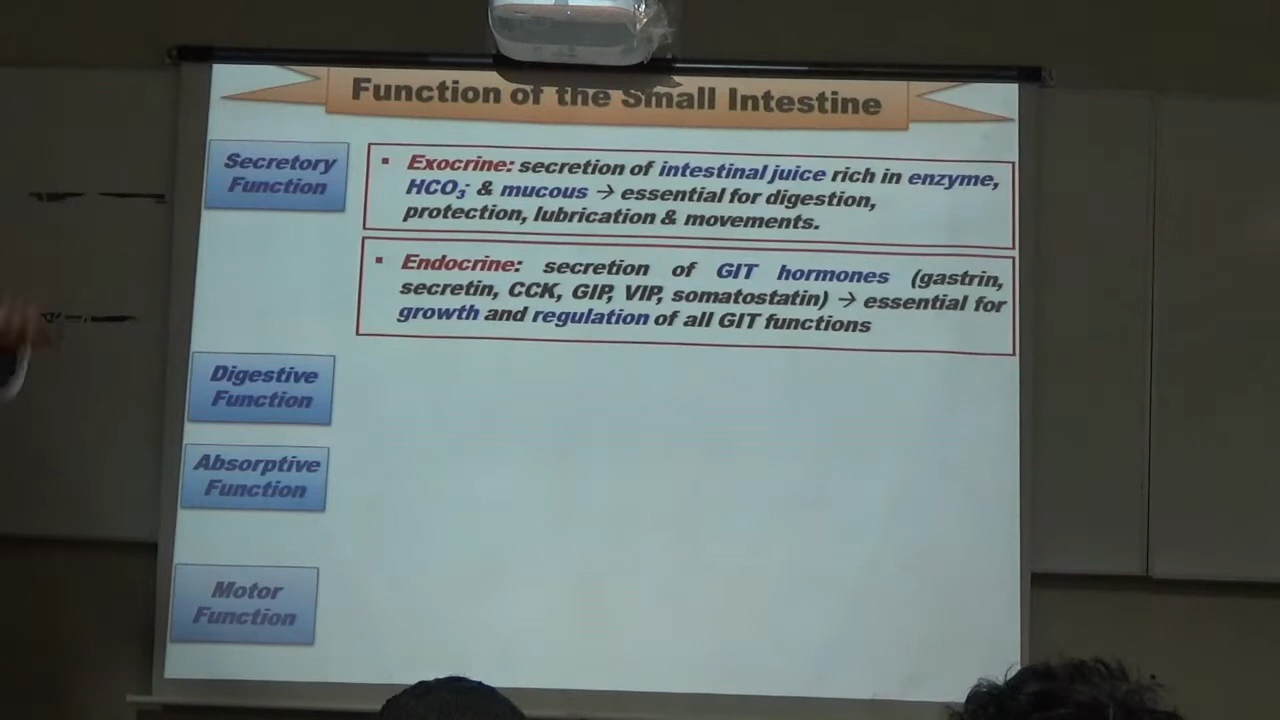 Function of the Small Intestine
Secretory
Function
▪ Exocrine: secretion of intestinal juice rich in enzyme,
HCO₃⁻ & mucous → essential for digestion,
protection, lubrication & movements.
▪ Endocrine: secretion of GIT hormones (gastrin,
secretin, CCK, GIP, VIP, somatostatin) → essential for
growth and regulation of all GIT functions
Digestive
Function
Absorptive
Function
Motor
Function